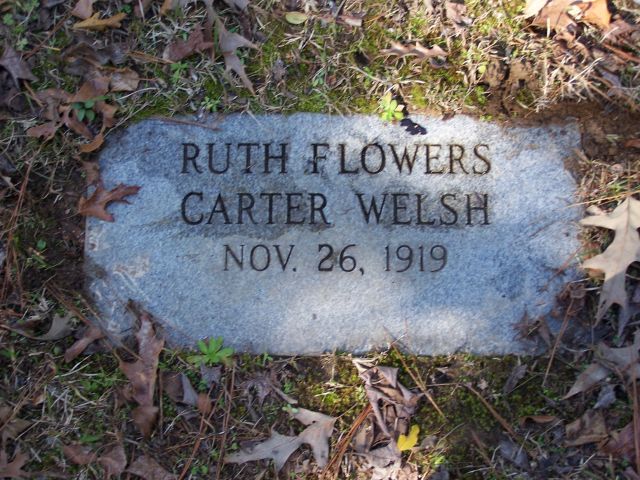 RUTH FLOWERS
CARTER WELSH
NOV. 26, 1919